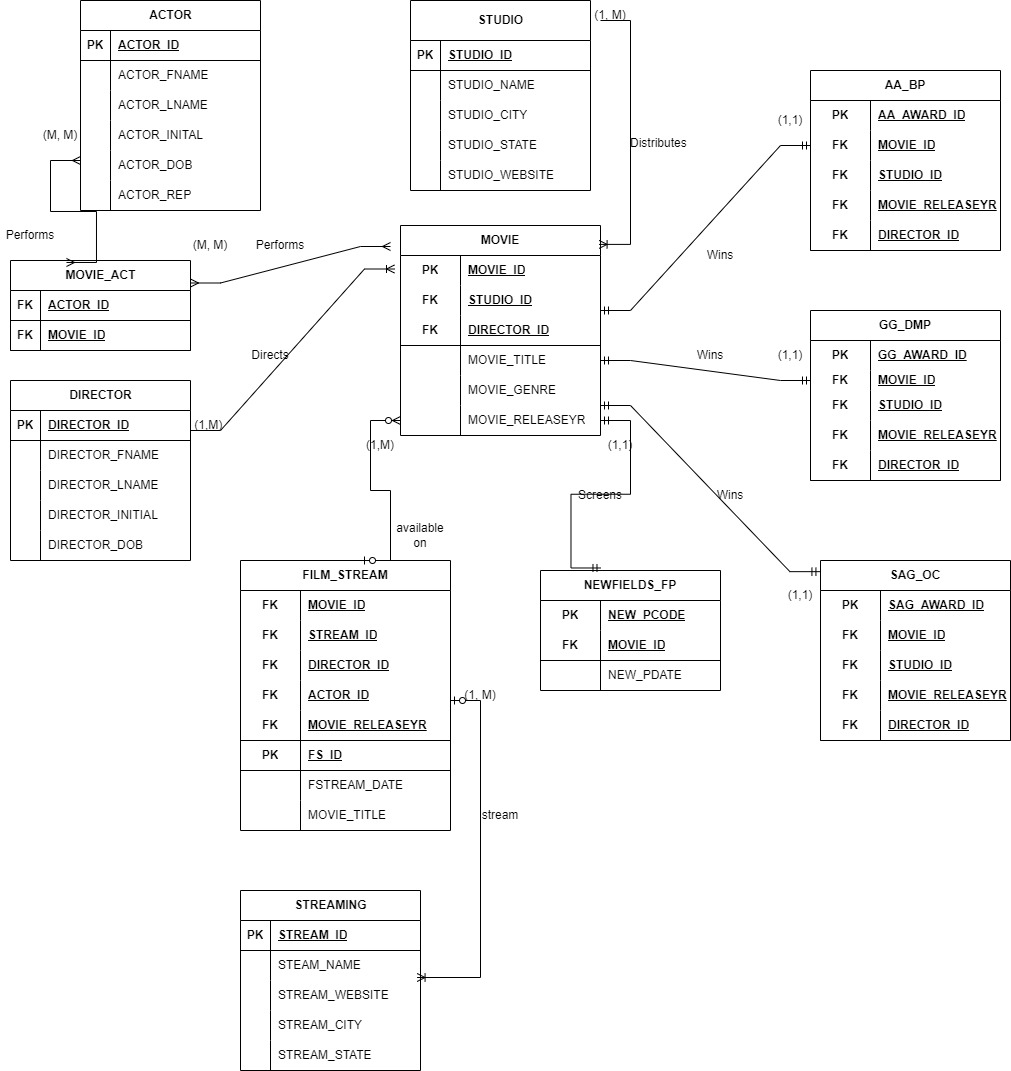 ACTOR
PK ACTOR_ID
ACTOR_FNAME
ACTOR_LNAME
ACTOR_INITAL
ACTOR_DOB
ACTOR_REP
(M, M)
Performs
STUDIO
PK STUDIO_ID
STUDIO_NAME
STUDIO_CITY
STUDIO_STATE
STUDIO_WEBSITE
(1, M)
Distributes
AA_BP
PK AA_AWARD_ID
FK MOVIE_ID
FK STUDIO_ID
FK MOVIE_RELEASEYR
FK DIRECTOR_ID
(1,1)
Wins
MOVIE_ACT
FK ACTOR_ID
FK MOVIE_ID
(M, M)
Performs
MOVIE
PK MOVIE_ID
FK STUDIO_ID
FK DIRECTOR_ID
MOVIE_TITLE
MOVIE_GENRE
MOVIE_RELEASEYR
Directs
DIRECTOR
PK DIRECTOR_ID
DIRECTOR_FNAME
DIRECTOR_LNAME
DIRECTOR_INITIAL
DIRECTOR_DOB
(1,M)
Wins
(1,1)
GG_DMP
PK GG_AWARD_ID
FK MOVIE_ID
FK STUDIO_ID
FK MOVIE_RELEASEYR
FK DIRECTOR_ID
(1,M)
available
on
(1,1)
Screens
Wins
(1,1)
FILM_STREAM
FK MOVIE_ID
FK STREAM_ID
FK DIRECTOR_ID
FK ACTOR_ID
FK MOVIE_RELEASEYR
PK FS_ID
FSTREAM_DATE
MOVIE_TITLE
(1, M)
stream
NEWFIELDS_FP
PK NEW_PCODE
FK MOVIE_ID
NEW_PDATE
SAG_OC
PK SAG_AWARD_ID
FK MOVIE_ID
FK STUDIO_ID
FK MOVIE_RELEASEYR
FK DIRECTOR_ID
STREAMING
PK STREAM_ID
STEAM_NAME
STREAM_WEBSITE
STREAM_CITY
STREAM_STATE